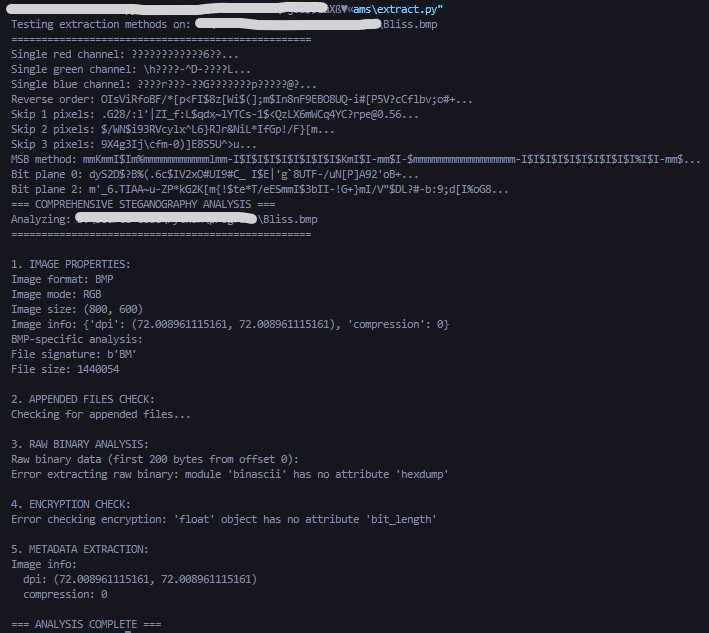 ams\extract.py"
Testing extraction methods on: \Bliss.bmp
================================================
Single red channel: ????????????6??...
Single green channel: \h????-^D-????L...
Single blue channel: ????r???-??G???????p?????@?...
Reverse order: OIsViRfoBF/*[p<FI$8z[Wi$(];m$In8nF9EBO8UQ-i#[P5V?cCflbv;o#+...
Skip 1 pixels: .G28/:l'|ZI_f:L$qdx~lYTCs-1$<QzLX6mWCq4YC?rpe@0.56...
Skip 2 pixels: $/WN$i93RVcylx^L6}RJr&NiL*IfGp!/F}[m...
Skip 3 pixels: 9X4g3Ij\cfm-0)]E8S5U^>u...
MSB method: mmKmmI$Im%mmmmmmmmmmmlmm-I$I$I$I$I$I$I$I$I$KmI$I-mm$I-$mmmmmmmmmmmmmmmmmmm-I$I$I$I$I$I$I$I$I$I$I%I$I-mm$...
Bit plane 0: dyS2D$?B%(.6c$IV2xO#UI9#C_ I$E|'g`8UTF-/uN[P]A92'oB+...
Bit plane 2: m'_6.TIAA~u-ZP*kG2K[m{!$te*T/eESmmI$3bII-!G+}mI/V"$DL?#-b:9;d[I%oG8...
=== COMPREHENSIVE STEGANOGRAPHY ANALYSIS ===
Analyzing: \Bliss.bmp
================================================
1. IMAGE PROPERTIES:
Image format: BMP
Image mode: RGB
Image size: (800, 600)
Image info: {'dpi': (72.008961115161, 72.008961115161), 'compression': 0}
BMP-specific analysis:
File signature: b'BM'
File size: 1440054
2. APPENDED FILES CHECK:
Checking for appended files...
3. RAW BINARY ANALYSIS:
Raw binary data (first 200 bytes from offset 0):
Error extracting raw binary: module 'binascii' has no attribute 'hexdump'
4. ENCRYPTION CHECK:
Error checking encryption: 'float' object has no attribute 'bit_length'
5. METADATA EXTRACTION:
Image info:
dpi: (72.008961115161, 72.008961115161)
compression: 0
=== ANALYSIS COMPLETE ===